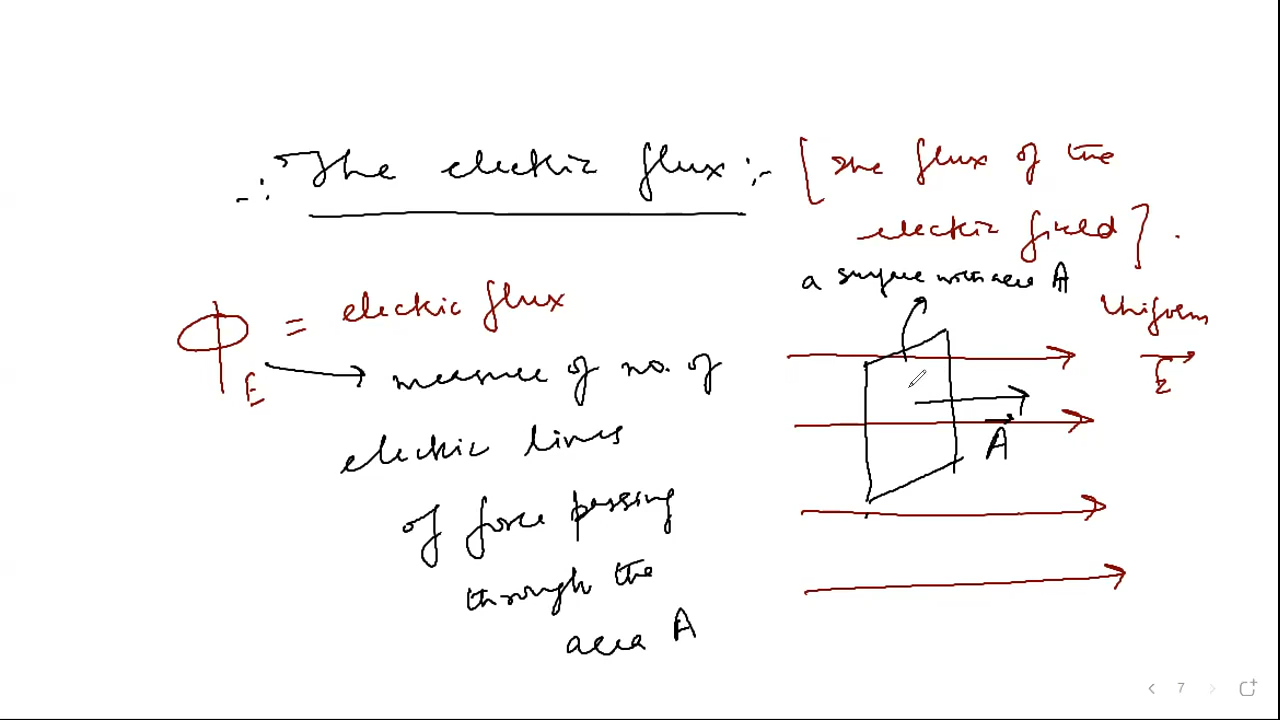 ∴ The electric flux :- [The flux of the
electric field].
a surface with area A
Uniform
E
ΦE = electric flux
measure of no. of
electric lines
of force passing
through the
area A
A
7